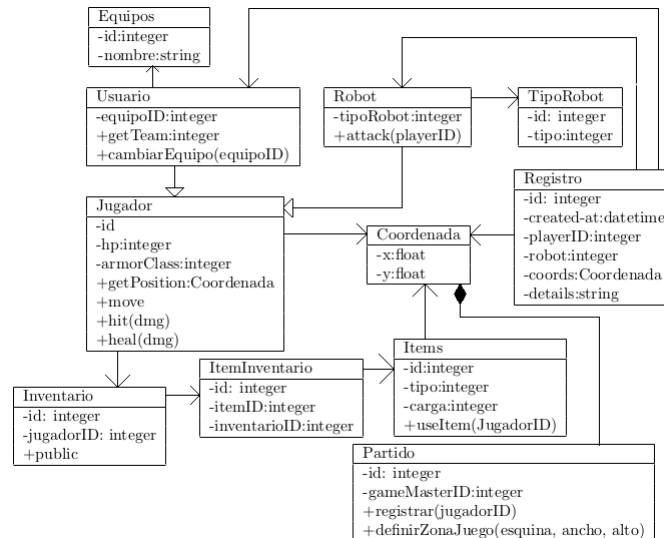 Equipos
-id:integer
-nombre:string
Usuario
-equipoID:integer
+getTeam:integer
+cambiarEquipo(equipoID)
Robot
-tipoRobot:integer
+attack(playerID)
TipoRobot
-id: integer
-tipo:integer
Registro
-id: integer
-created-at:datetime
-playerID:integer
-robot:integer
-coords:Coordenada
-details:string
Jugador
-id
-hp:integer
-armorClass:integer
+getPosition:Coordenada
+move
+hit(dmg)
+heal(dmg)
Coordenada
-x:float
-y:float
Inventario
-id: integer
-jugadorID: integer
+public
ItemInventario
-id: integer
-itemID:integer
-inventarioID:integer
Items
-id:integer
-tipo:integer
-carga:integer
+useItem(JugadorID)
Partido
-id: integer
-gameMasterID:integer
+registrar(jugadorID)
+definirZonaJuego(esquina, ancho, alto)